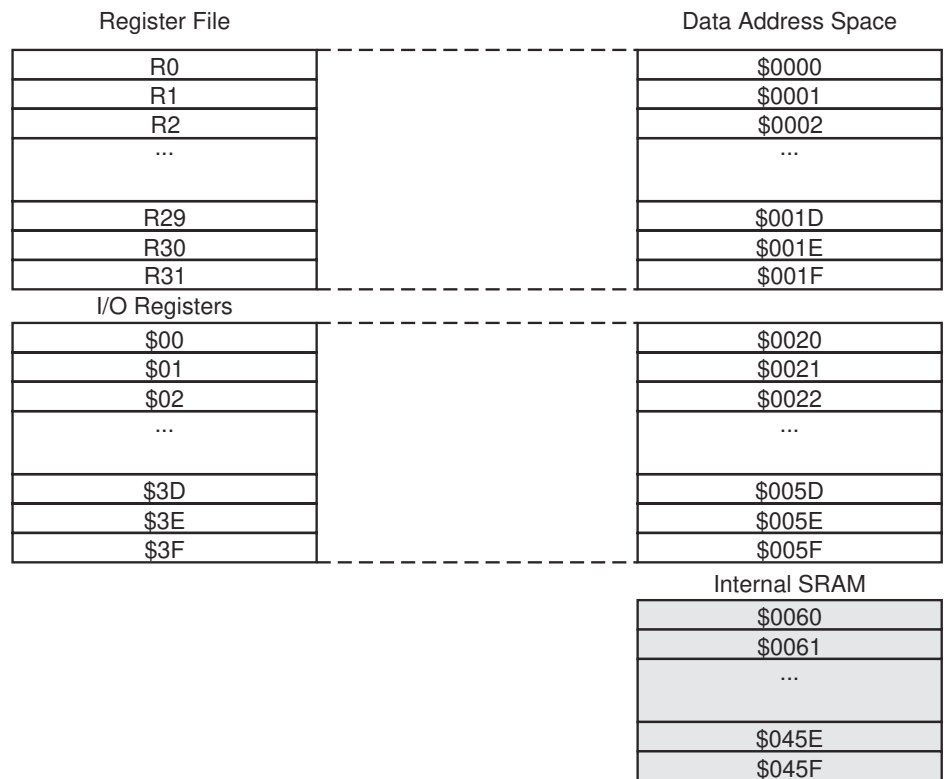 Register File Data Address Space
R0 $0000
R1 $0001
R2 $0002
... ...
R29 $001D
R30 $001E
R31 $001F
I/O Registers
$00 $0020
$01 $0021
$02 $0022
... ...
$3D $005D
$3E $005E
$3F $005F
Internal SRAM
$0060
$0061
...
$045E
$045F